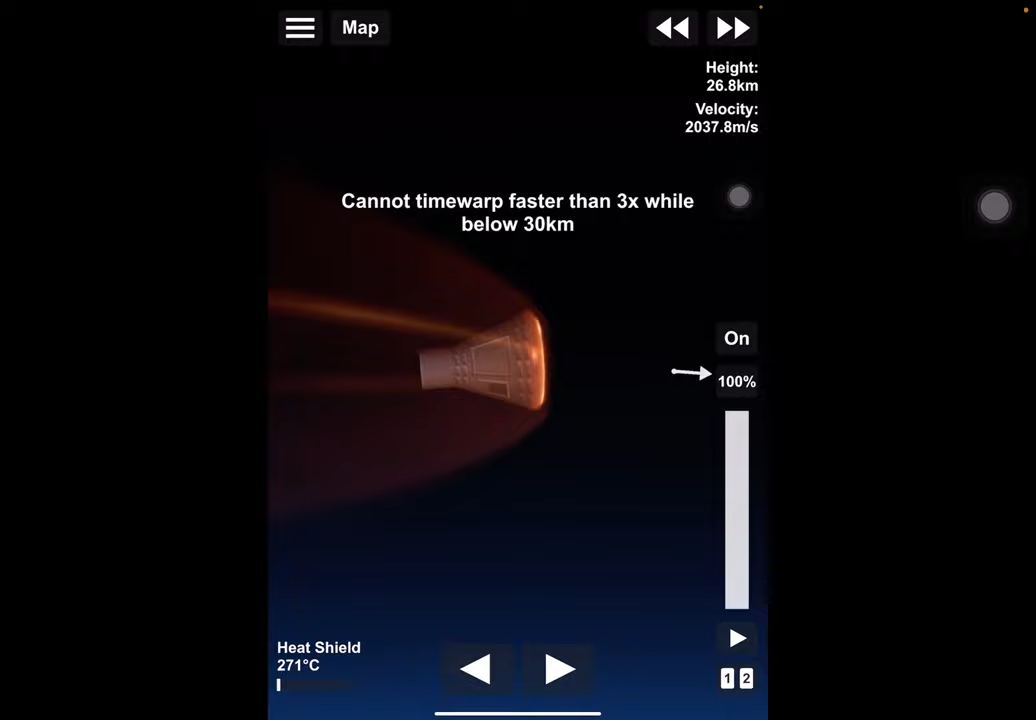 Map
Height:
26.8km
Velocity:
2037.8m/s
Cannot timewarp faster than 3x while
below 30km
On
100%
Heat Shield
271°C
1 2